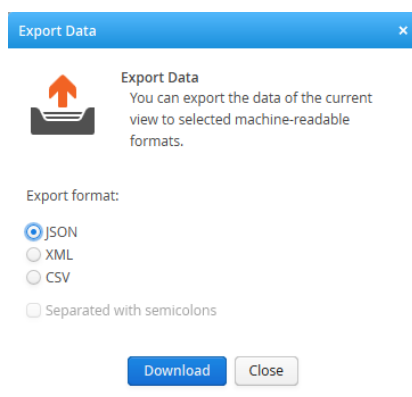 Export Data ×
Export Data
You can export the data of the current
view to selected machine-readable
formats.
Export format:
JSON
XML
CSV
Separated with semicolons
Download Close